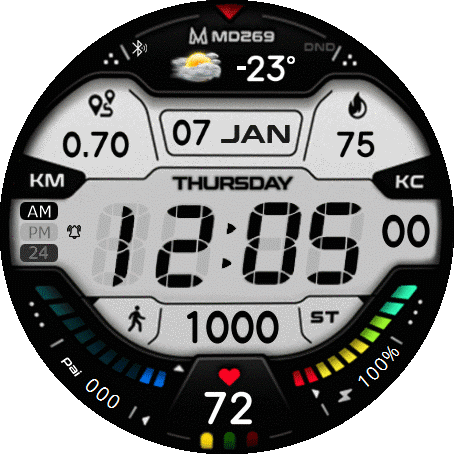 MD269
DND
-23°
0.70
07 JAN
75
KM
THURSDAY
KC
AM
PM
24
12:05
00
1000
ST
Pai 000
100%
72